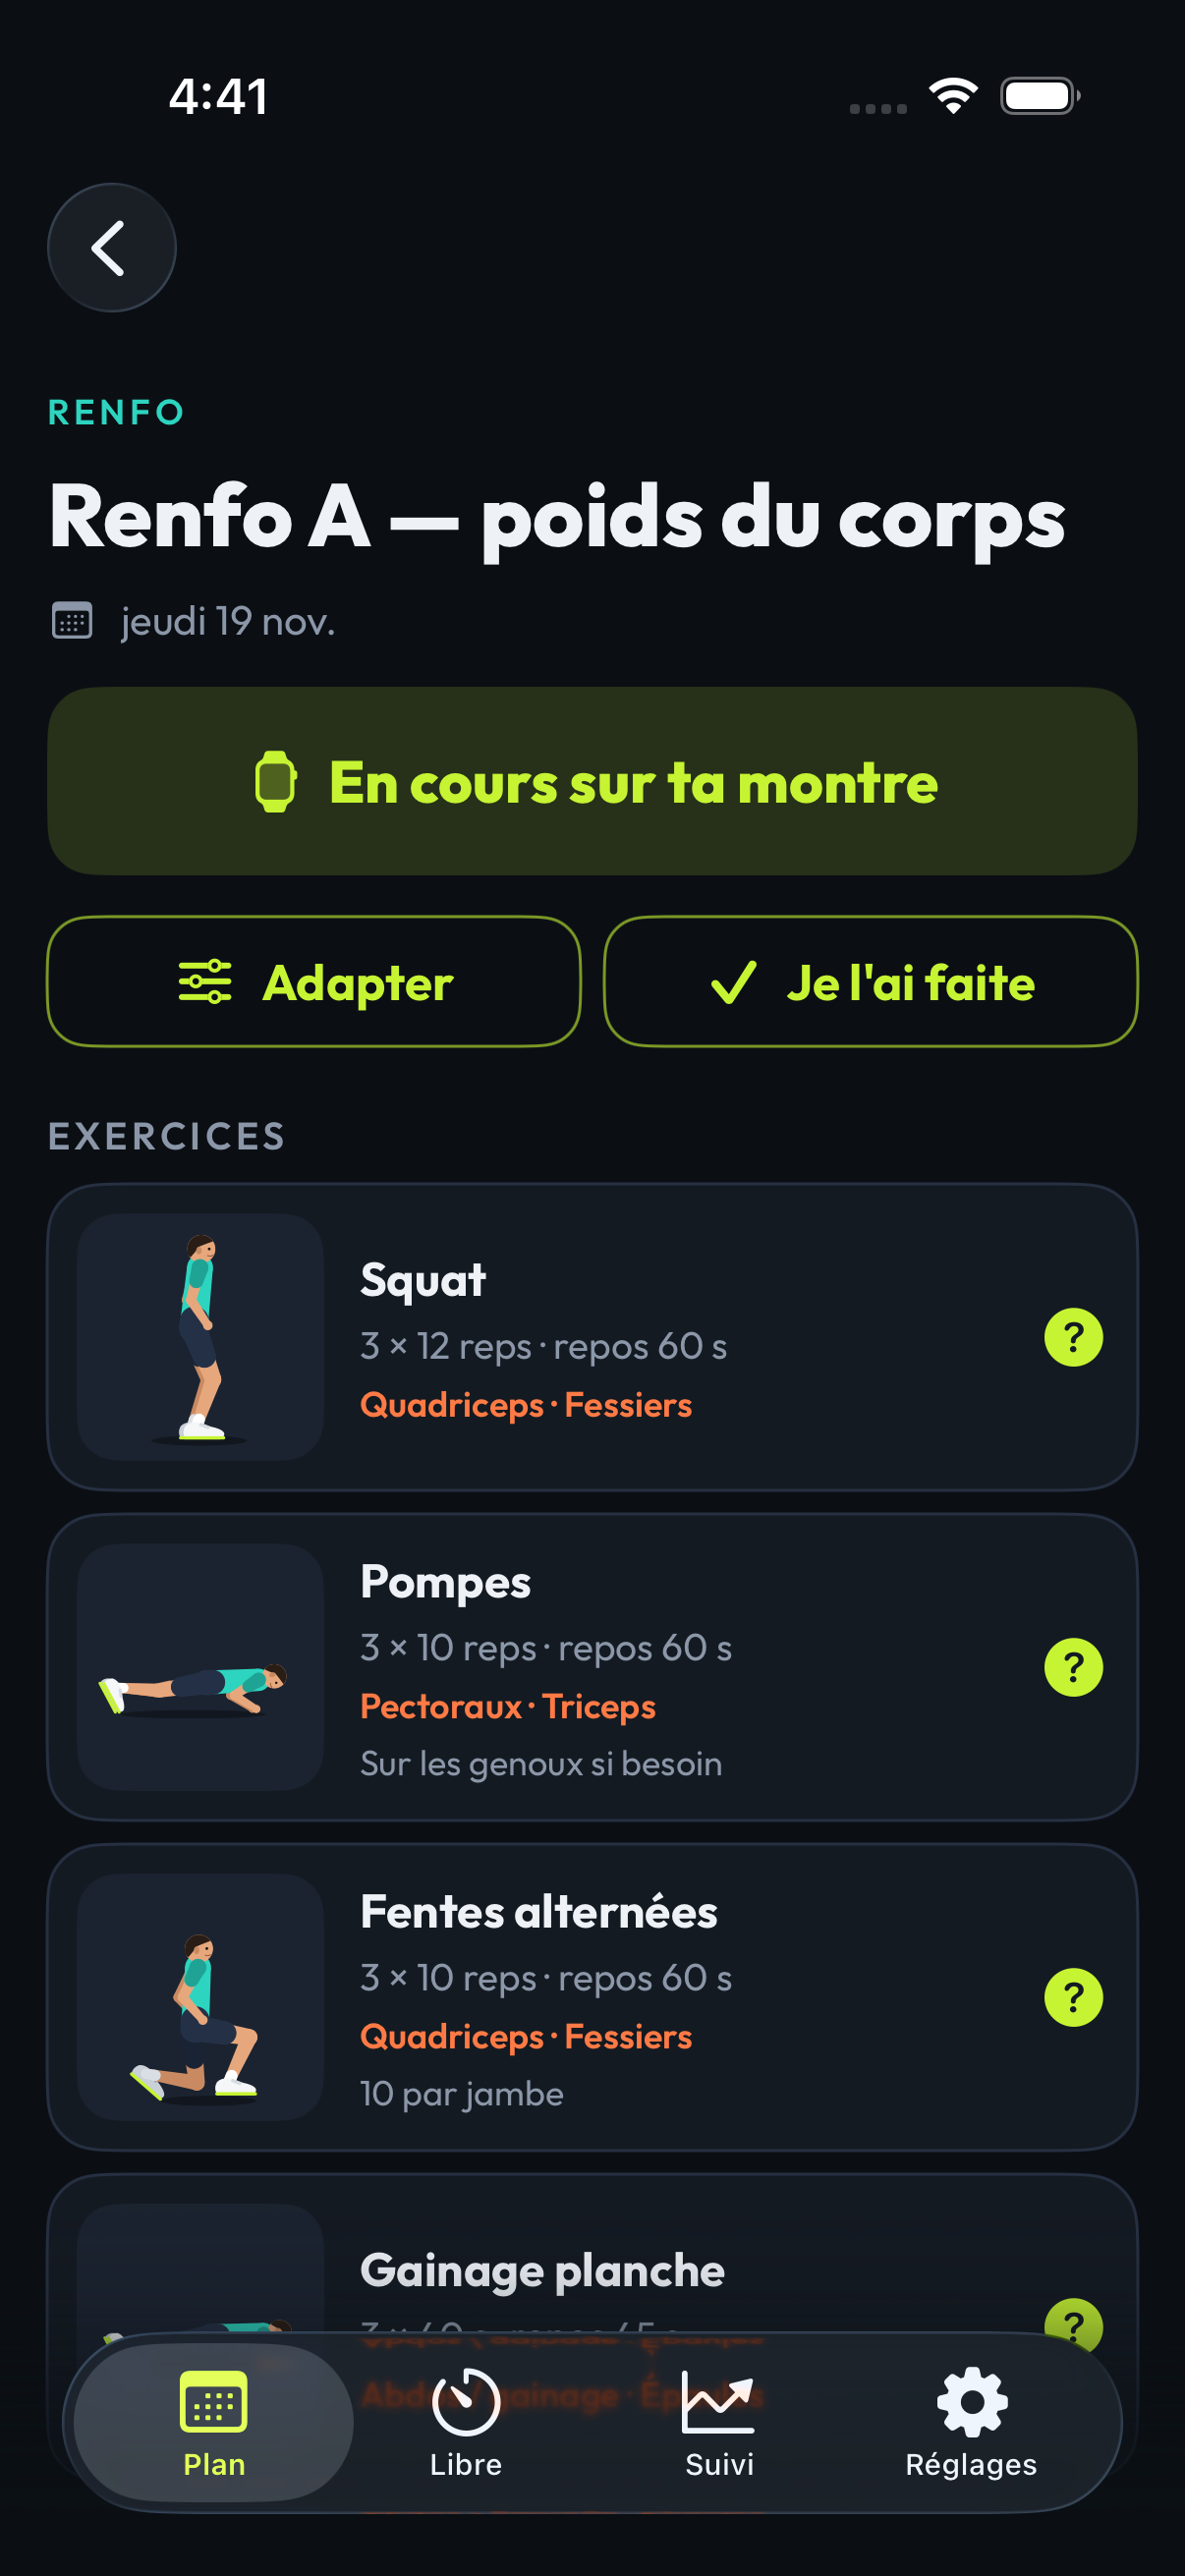 4:41
RENFO
Renfo A — poids du corps
jeudi 19 nov.
En cours sur ta montre
Adapter
Je l'ai faite
EXERCICES
Squat
3 × 12 reps · repos 60 s
Quadriceps · Fessiers
?
Pompes
3 × 10 reps · repos 60 s
Pectoraux · Triceps
Sur les genoux si besoin
?
Fentes alternées
3 × 10 reps · repos 60 s
Quadriceps · Fessiers
10 par jambe
?
Gainage planche
?
gainage
Plan
Libre
Suivi
Réglages